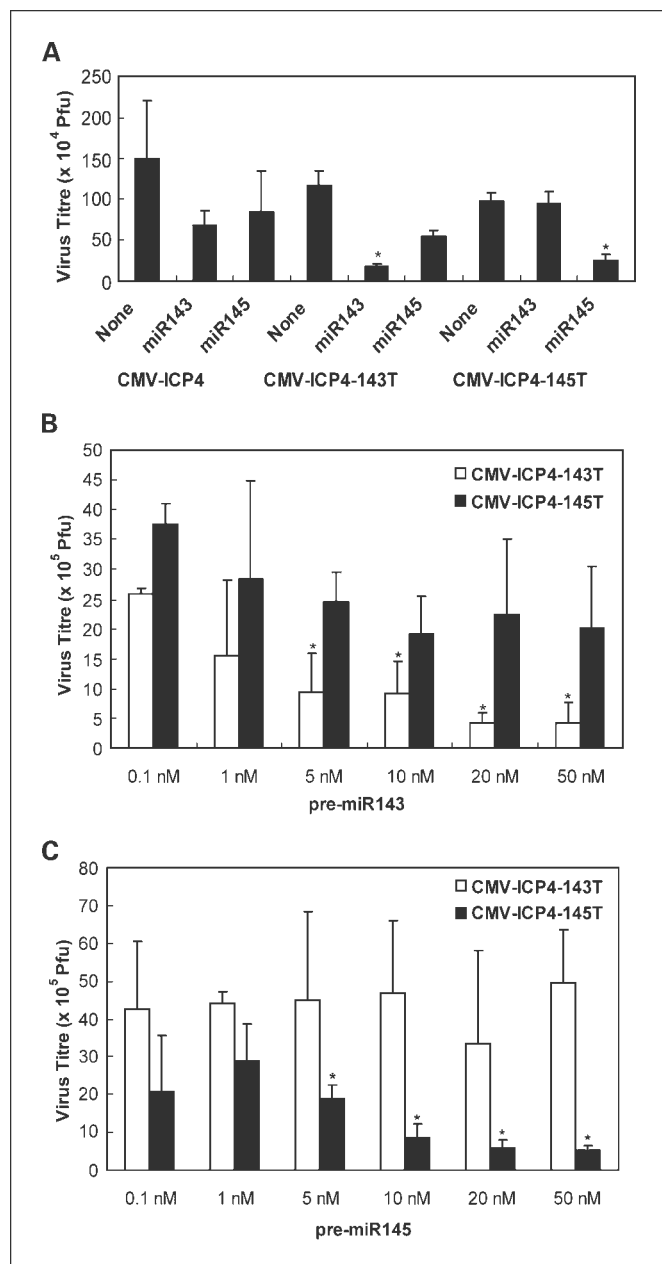 A
Virus Titre (x 10⁴ Pfu)
250
200
150
100
50
0
None
miR143
miR145
None
miR143
miR145
None
miR143
miR145
*
*
CMV-ICP4
CMV-ICP4-143T
CMV-ICP4-145T
B
Virus Titre (x 10⁵ Pfu)
50
45
40
35
30
25
20
15
10
5
0
CMV-ICP4-143T
CMV-ICP4-145T
*
*
*
*
0.1 nM
1 nM
5 nM
10 nM
20 nM
50 nM
pre-miR143
C
Virus Titre (x 10⁵ Pfu)
80
70
60
50
40
30
20
10
0
CMV-ICP4-143T
CMV-ICP4-145T
*
*
*
*
0.1 nM
1 nM
5 nM
10 nM
20 nM
50 nM
pre-miR145